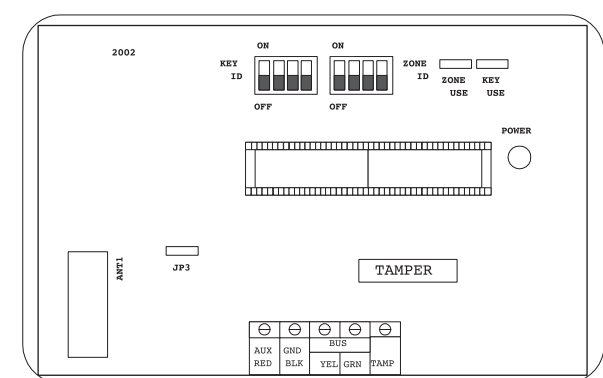 2002
ON ON
KEY ID
OFF OFF
ZONE ID
ZONE USE
KEY USE
POWER
ANT1
JP3
TAMPER
BUS
AUX RED
GND BLK
YEL GRN TAMP